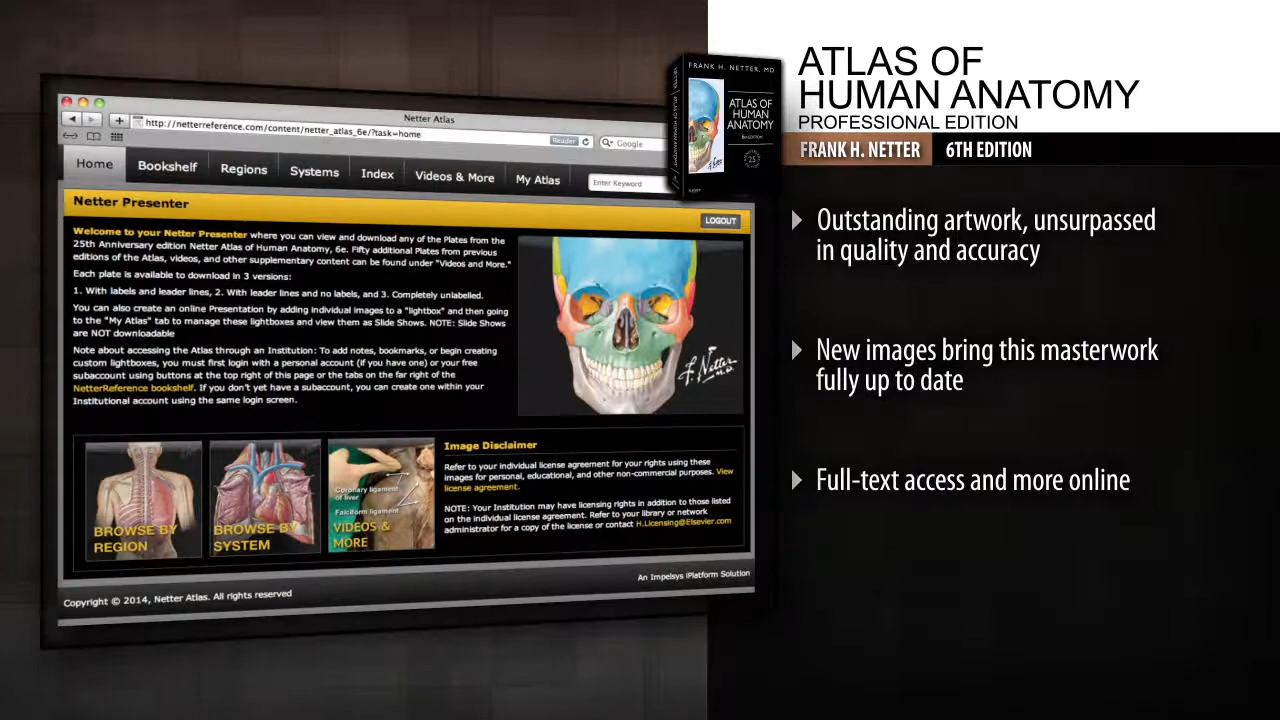 Netter Atlas
http://netterreference.com/content/netter_atlas_6e/?task=home
Reader
Google
Home
Bookshelf
Regions
Systems
Index
Videos & More
My Atlas
Enter Keyword
Netter Presenter
LOGOUT
Welcome to your Netter Presenter where you can view and download any of the Plates from the
25th Anniversary edition Netter Atlas of Human Anatomy, 6e. Fifty additional Plates from previous
editions of the Atlas, videos, and other supplementary content can be found under "Videos and More."
Each plate is available to download in 3 versions:
1. With labels and leader lines, 2. With leader lines and no labels, and 3. Completely unlabelled.
You can also create an online Presentation by adding individual images to a "lightbox" and then going
to the "My Atlas" tab to manage these lightboxes and view them as Slide Shows. NOTE: Slide Shows
are NOT downloadable
Note about accessing the Atlas through an Institution: To add notes, bookmarks, or begin creating
custom lightboxes, you must first login with a personal account (if you have one) or your free
subaccount using buttons at the top right of this page or the tabs on the far right of the
NetterReference bookshelf. If you don't yet have a subaccount, you can create one within your
Institutional account using the same login screen.
F. Netter
M.D.
BROWSE BY
REGION
BROWSE BY
SYSTEM
Coronary ligament
of liver
Falciform ligament
VIDEOS &
MORE
Image Disclaimer
Refer to your individual license agreement for your rights using these
images for personal, educational, and other non-commercial purposes. View
license agreement.
NOTE: Your Institution may have licensing rights in addition to those listed
on the individual license agreement. Refer to your library or network
administrator for a copy of the license or contact H.Licensing@Elsevier.com
An Impelsys iPlatform Solution
Copyright © 2014, Netter Atlas. All rights reserved
FRANK H. NETTER, MD
ATLAS OF
HUMAN
ANATOMY
6TH EDITION
25
ATLAS OF
HUMAN ANATOMY
PROFESSIONAL EDITION
FRANK H. NETTER
6TH EDITION
Outstanding artwork, unsurpassed
in quality and accuracy
New images bring this masterwork
fully up to date
Full-text access and more online